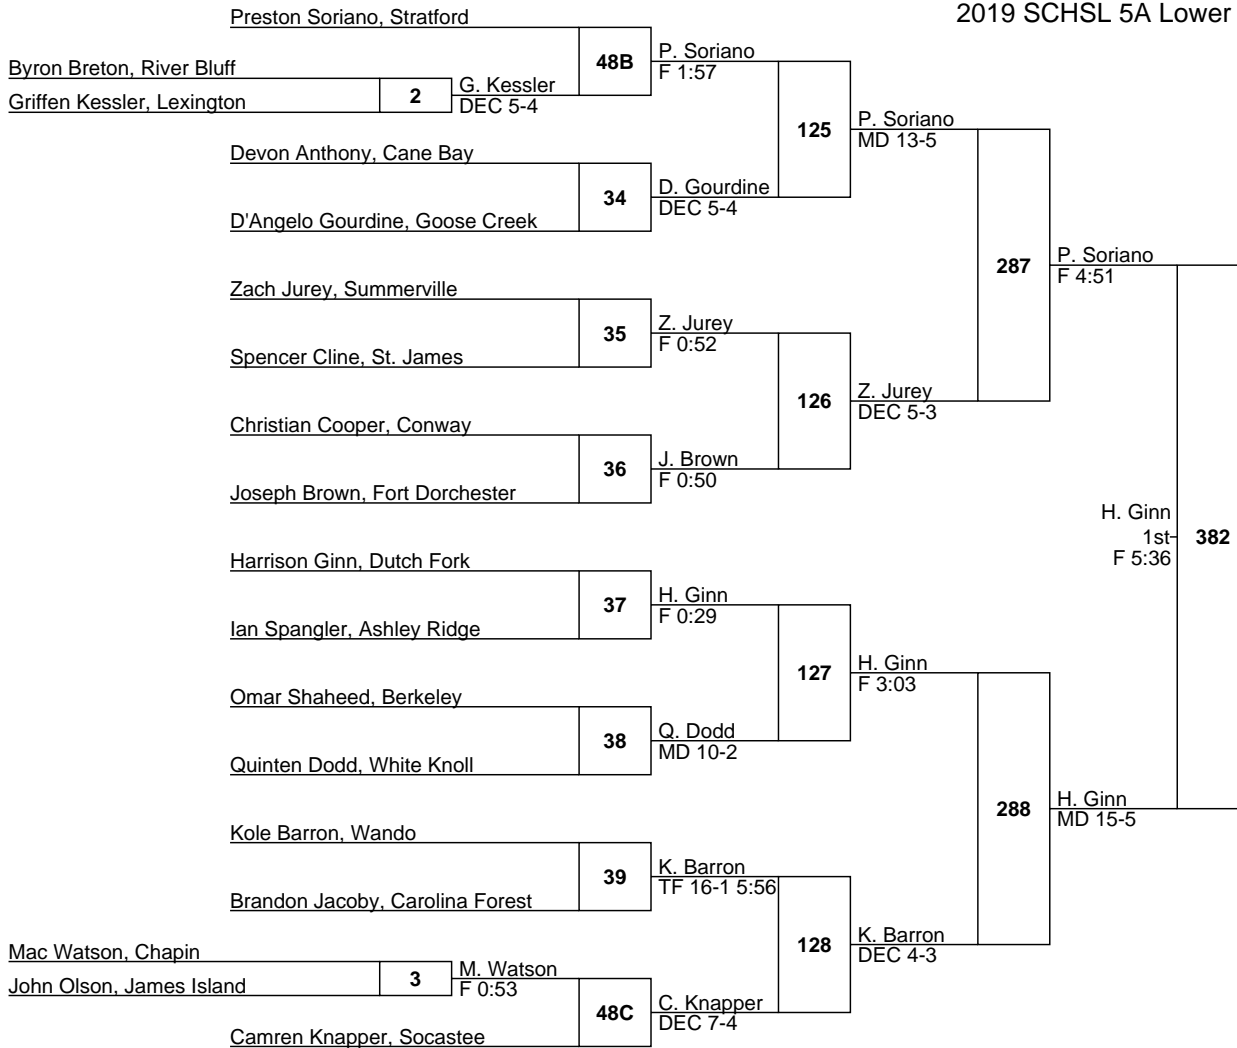 2019 SCHSL 5A Lower
Preston Soriano, Stratford
48B
P. Soriano
F 1:57
Byron Breton, River Bluff
Griffen Kessler, Lexington
2
G. Kessler
DEC 5-4
125
P. Soriano
MD 13-5
Devon Anthony, Cane Bay
34
D. Gourdine
DEC 5-4
D'Angelo Gourdine, Goose Creek
287
P. Soriano
F 4:51
Zach Jurey, Summerville
35
Z. Jurey
F 0:52
Spencer Cline, St. James
126
Z. Jurey
DEC 5-3
Christian Cooper, Conway
36
J. Brown
F 0:50
Joseph Brown, Fort Dorchester
H. Ginn
1st
F 5:36
382
Harrison Ginn, Dutch Fork
37
H. Ginn
F 0:29
Ian Spangler, Ashley Ridge
127
H. Ginn
F 3:03
Omar Shaheed, Berkeley
38
Q. Dodd
MD 10-2
Quinten Dodd, White Knoll
288
H. Ginn
MD 15-5
Kole Barron, Wando
39
K. Barron
TF 16-1 5:56
Brandon Jacoby, Carolina Forest
128
K. Barron
DEC 4-3
Mac Watson, Chapin
John Olson, James Island
3
M. Watson
F 0:53
48C
C. Knapper
DEC 7-4
Camren Knapper, Socastee